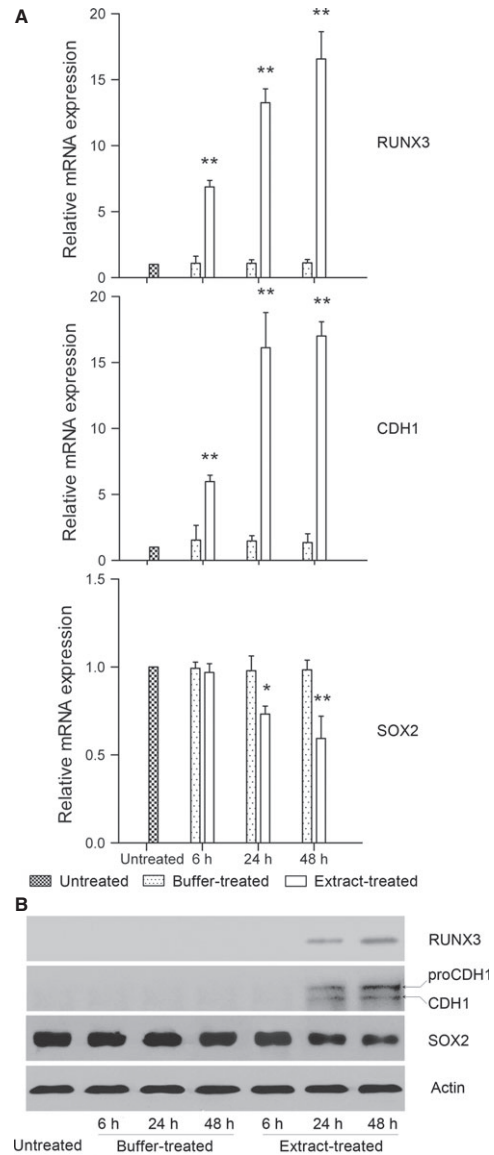 A
Relative mRNA expression
20
15
10
5
0
**
**
**
RUNX3
Relative mRNA expression
20
15
10
5
0
**
**
**
CDH1
Relative mRNA expression
1.5
1.0
0.5
0.0
*
**
SOX2
Untreated 6 h 24 h 48 h
Untreated Buffer-treated Extract-treated
B
RUNX3
proCDH1
CDH1
SOX2
Actin
6 h 24 h 48 h 6 h 24 h 48 h
Untreated Buffer-treated Extract-treated